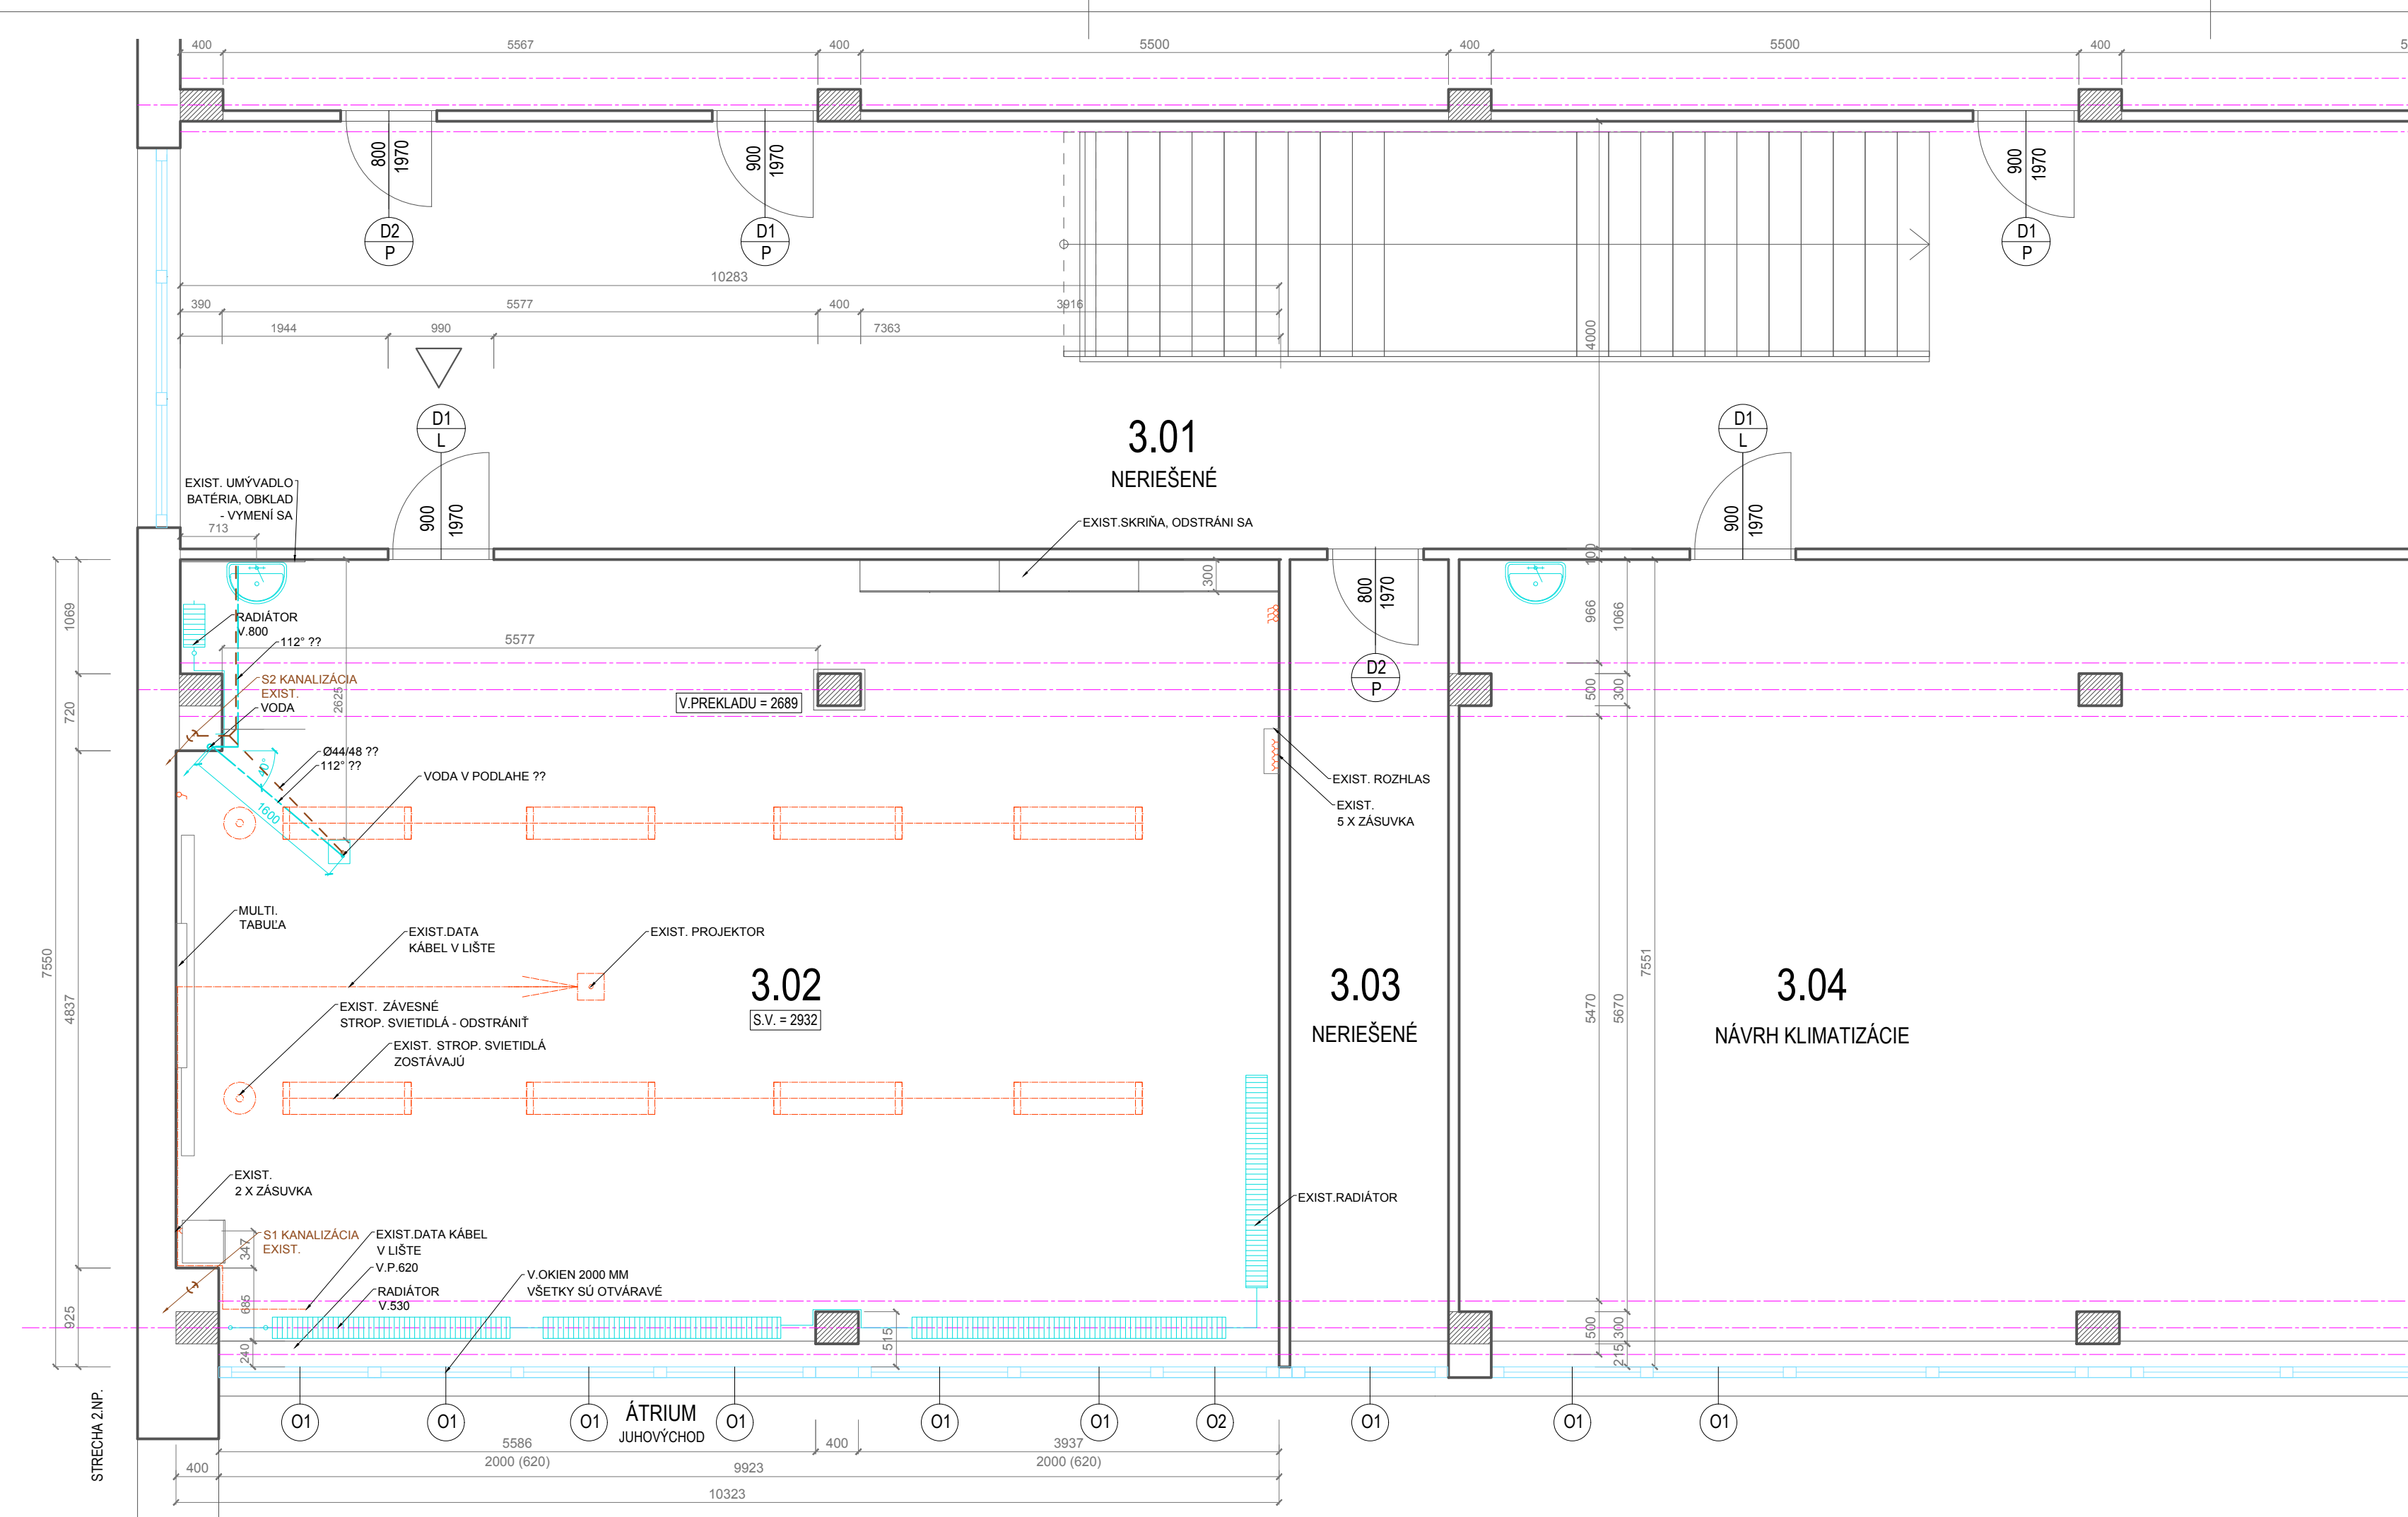 400
5567
400
5500
400
5500
400
5
800
1970
900
1970
900
1970
D2
P
D1
P
D1
P
10283
390
5577
400
3916
1944
990
7363
4000
D1
L
D1
L
3.01
NERIEŠENÉ
EXIST. UMÝVADLO
BATÉRIA, OBKLAD
- VYMENÍ SA
713
900
1970
EXIST.SKRIŇA, ODSTRÁNI SA
900
1970
100
300
800
1970
1069
RADIÁTOR
V.800
112° ??
5577
966
1066
S2 KANALIZÁCIA
EXIST.
VODA
2625
V.PREKLADU = 2689
D2
P
720
500
300
Ø44/48 ??
112° ??
40°
1600
VODA V PODLAHE ??
EXIST. ROZHLAS
EXIST.
5 X ZÁSUVKA
MULTI.
TABUĽA
EXIST.DATA
KÁBEL V LIŠTE
EXIST. PROJEKTOR
7550
4837
3.02
S.V. = 2932
3.03
NERIEŠENÉ
5470
5670
7551
3.04
NÁVRH KLIMATIZÁCIE
EXIST. ZÁVESNÉ
STROP. SVIETIDLÁ - ODSTRÁNIŤ
EXIST. STROP. SVIETIDLÁ
ZOSTÁVAJÚ
EXIST.
2 X ZÁSUVKA
EXIST.RADIÁTOR
S1 KANALIZÁCIA
EXIST.
347
EXIST.DATA KÁBEL
V LIŠTE
V.P.620
RADIÁTOR
V.530
V.OKIEN 2000 MM
VŠETKY SÚ OTVÁRAVÉ
925
685
240
515
500
300
215
STRECHA 2.NP.
O1
O1
O1
ÁTRIUM
JUHOVÝCHOD
O1
O1
O1
O2
O1
O1
O1
5586
400
3937
2000 (620)
2000 (620)
400
9923
10323